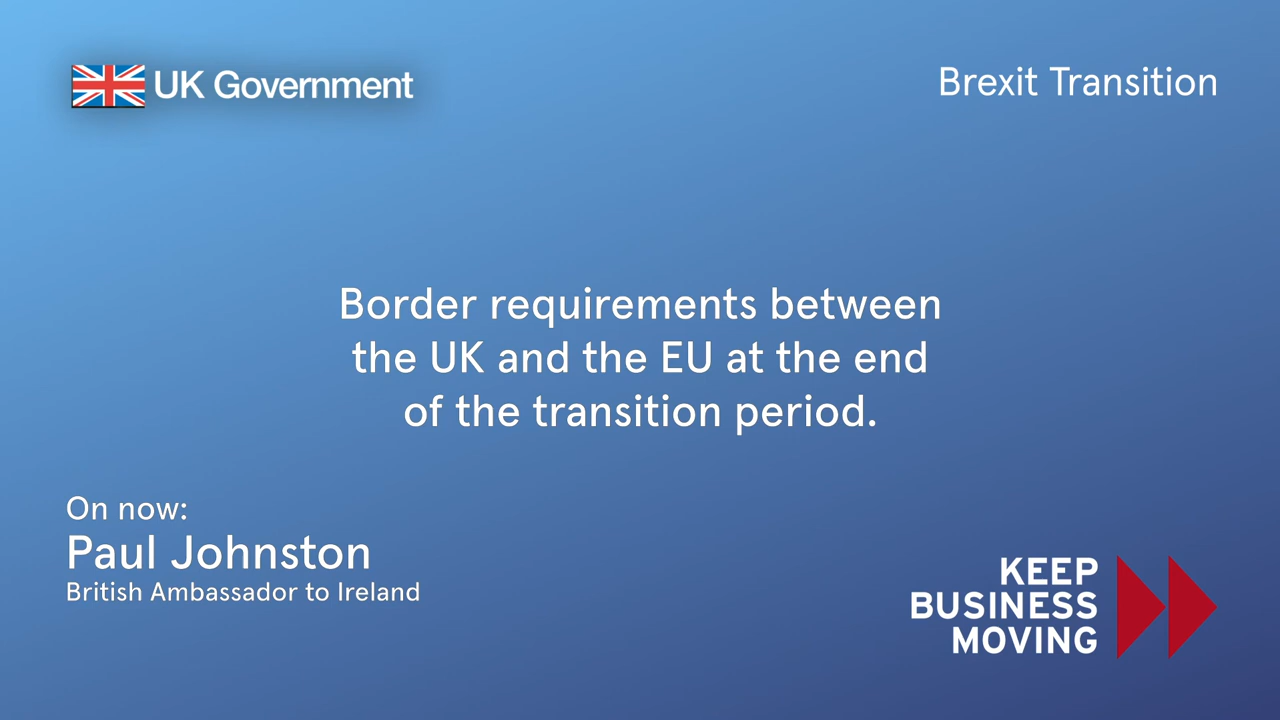 UK Government
Brexit Transition
Border requirements between
the UK and the EU at the end
of the transition period.
On now:
Paul Johnston
British Ambassador to Ireland
KEEP
BUSINESS
MOVING